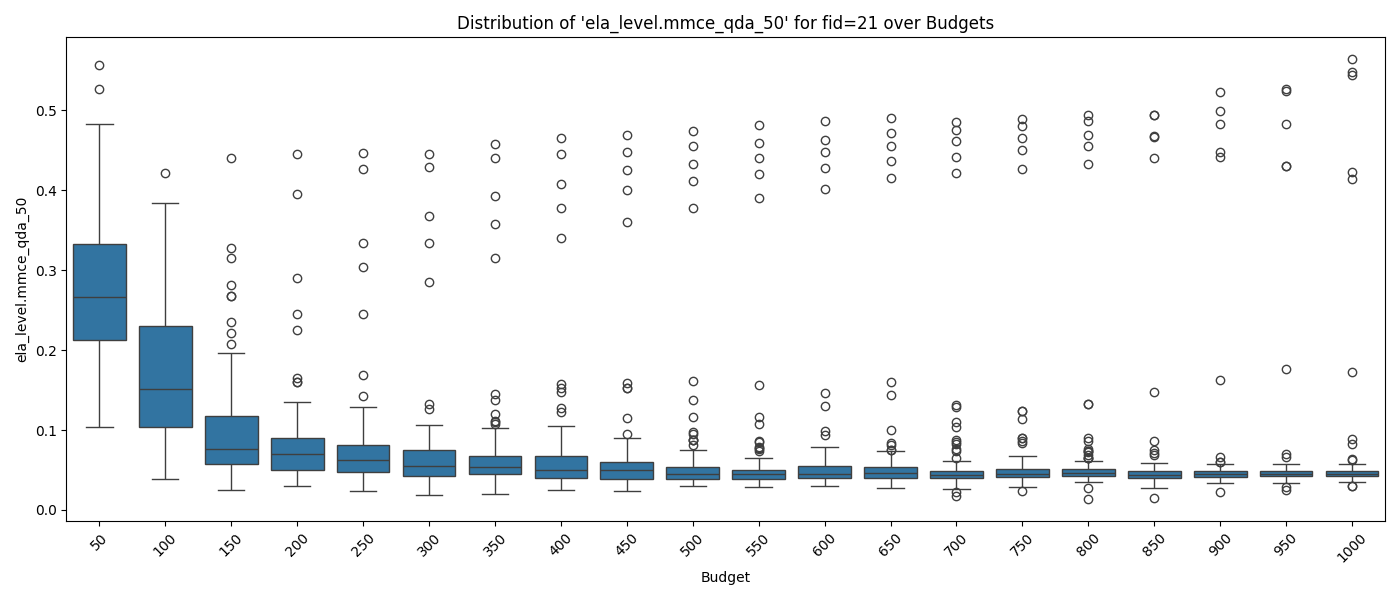 Distribution of 'ela_level.mmce_qda_50' for fid=21 over Budgets
ela_level.mmce_qda_50
0.5
0.4
0.3
0.2
0.1
0.0
50 100 150 200 250 300 350 400 450 500 550 600 650 700 750 800 850 900 950 1000
Budget